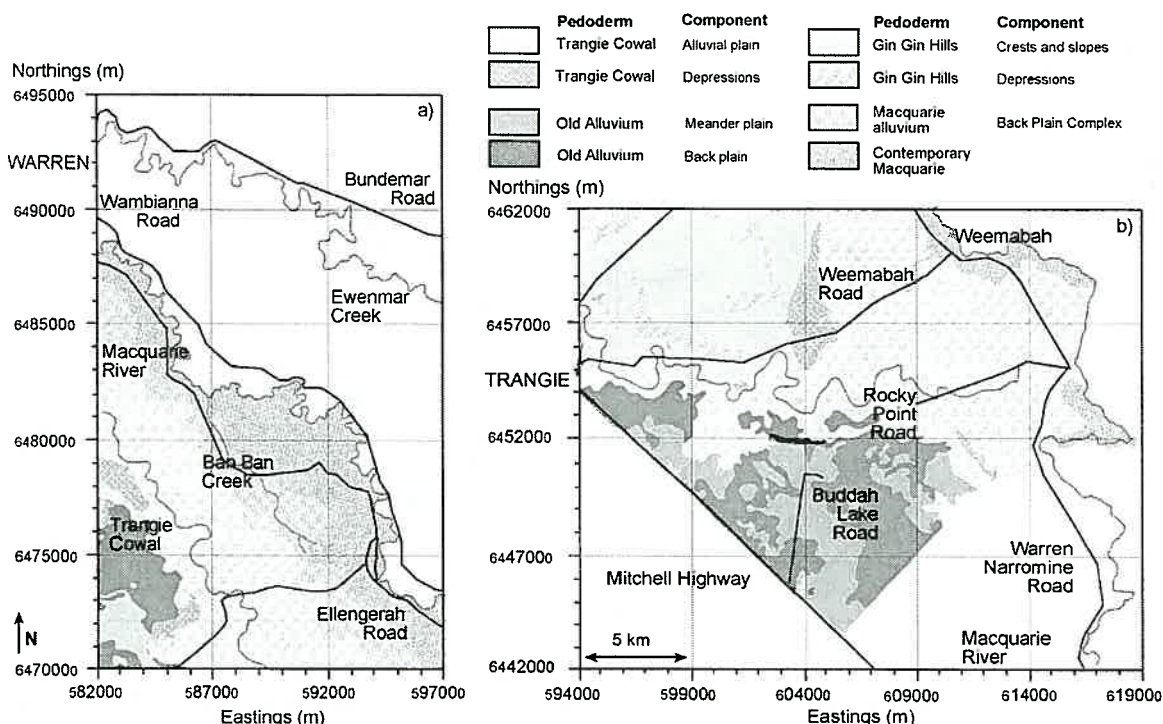 Pedoderm Component Pedoderm Component
Trangie Cowal Alluvial plain Gin Gin Hills Crests and slopes
Trangie Cowal Depressions Gin Gin Hills Depressions
Old Alluvium Meander plain Macquarie alluvium Back Plain Complex
Old Alluvium Back plain Contemporary Macquarie
Northings (m)
6495000
a)
WARREN
Bundemar
Road
Wambianna
Road
6490000
Ewenmar
Creek
6485000
Macquarie
River
6480000
Ban Ban
Creek
Trangie
Cowal
6475000
Ellengerah
Road
N
6470000
582000 587000 592000 597000
Eastings (m)
Northings (m)
6462000
b)
Weemabah
Weemabah
Road
6457000
TRANGIE
Rocky
Point
Road
6452000
Buddah
Lake
Road
6447000
Mitchell Highway
Warren
Narromine
Road
5 km
Macquarie
River
6442000
594000 599000 604000 609000 614000 619000
Eastings (m)